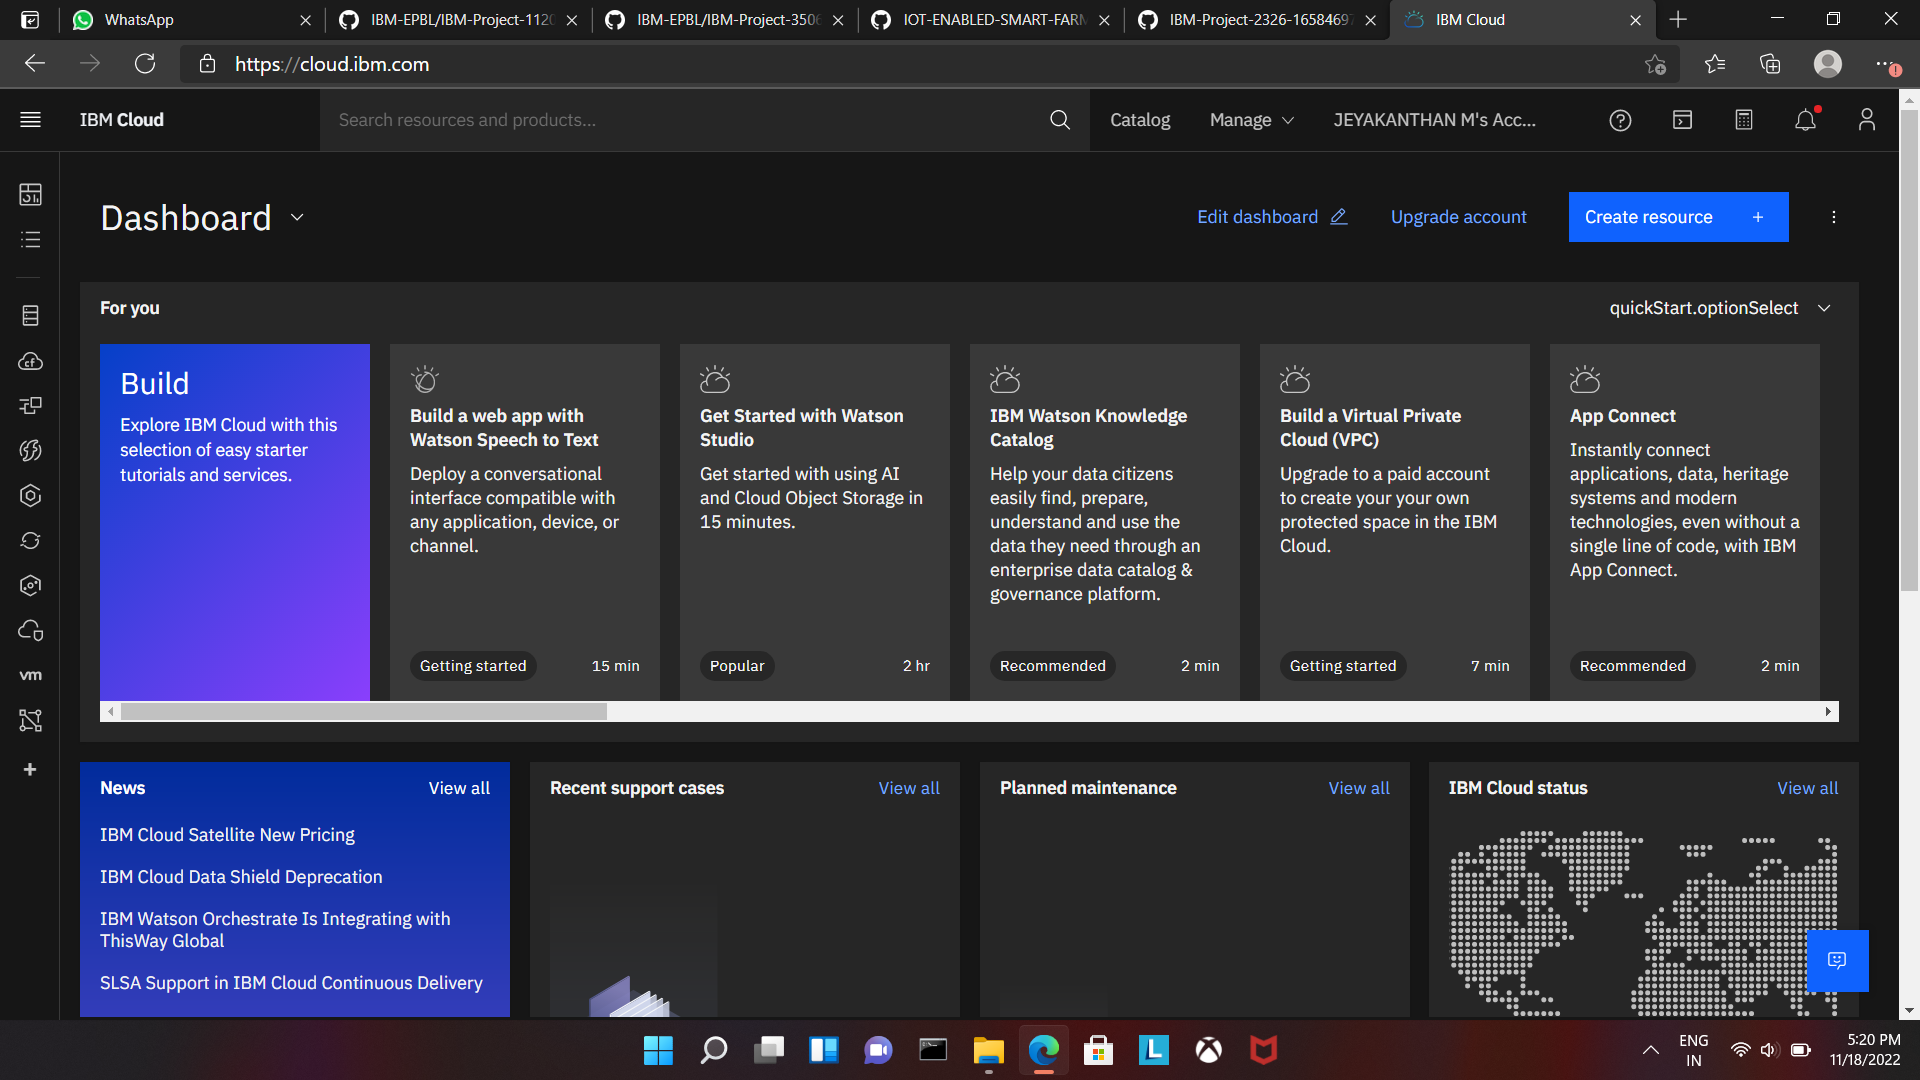 WhatsApp
IBM-EPBL/IBM-Project-1120
IBM-EPBL/IBM-Project-3506
IOT-ENABLED-SMART-FARM
IBM-Project-2326-16584697
IBM Cloud
https://cloud.ibm.com
IBM Cloud
Search resources and products...
Catalog
Manage
JEYAKANTHAN M's Acc...
Dashboard
Edit dashboard
Upgrade account
Create resource +
For you
quickStart.optionSelect
Build
Explore IBM Cloud with this
selection of easy starter
tutorials and services.
Build a web app with
Watson Speech to Text
Deploy a conversational
interface compatible with
any application, device, or
channel.
Getting started
15 min
Get Started with Watson
Studio
Get started with using AI
and Cloud Object Storage in
15 minutes.
Popular
2 hr
IBM Watson Knowledge
Catalog
Help your data citizens
easily find, prepare,
understand and use the
data they need through an
enterprise data catalog &
governance platform.
Recommended
2 min
Build a Virtual Private
Cloud (VPC)
Upgrade to a paid account
to create your your own
protected space in the IBM
Cloud.
Getting started
7 min
App Connect
Instantly connect
applications, data, heritage
systems and modern
technologies, even without a
single line of code, with IBM
App Connect.
Recommended
2 min
cf
vm
News
View all
IBM Cloud Satellite New Pricing
IBM Cloud Data Shield Deprecation
IBM Watson Orchestrate Is Integrating with
ThisWay Global
SLSA Support in IBM Cloud Continuous Delivery
Recent support cases
View all
Planned maintenance
View all
IBM Cloud status
View all
L
ENG
IN
5:20 PM
11/18/2022